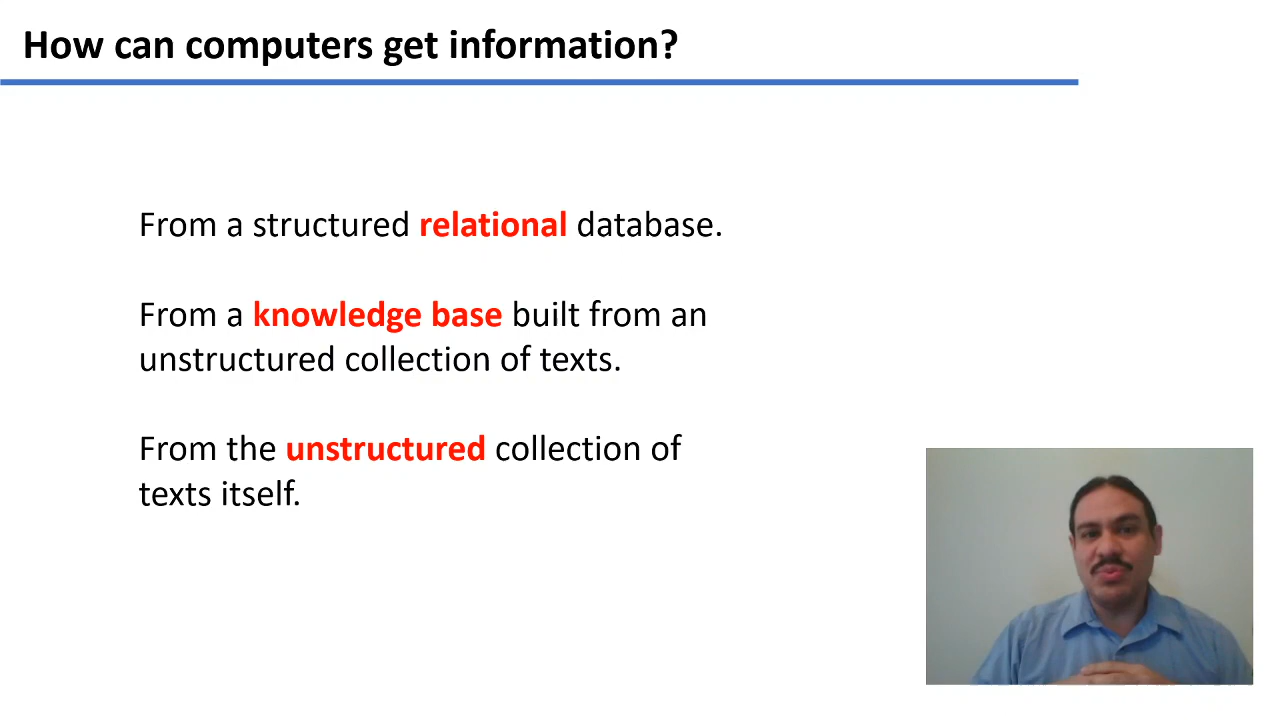 How can computers get information?
From a structured relational database.
From a knowledge base built from an
unstructured collection of texts.
From the unstructured collection of
texts itself.